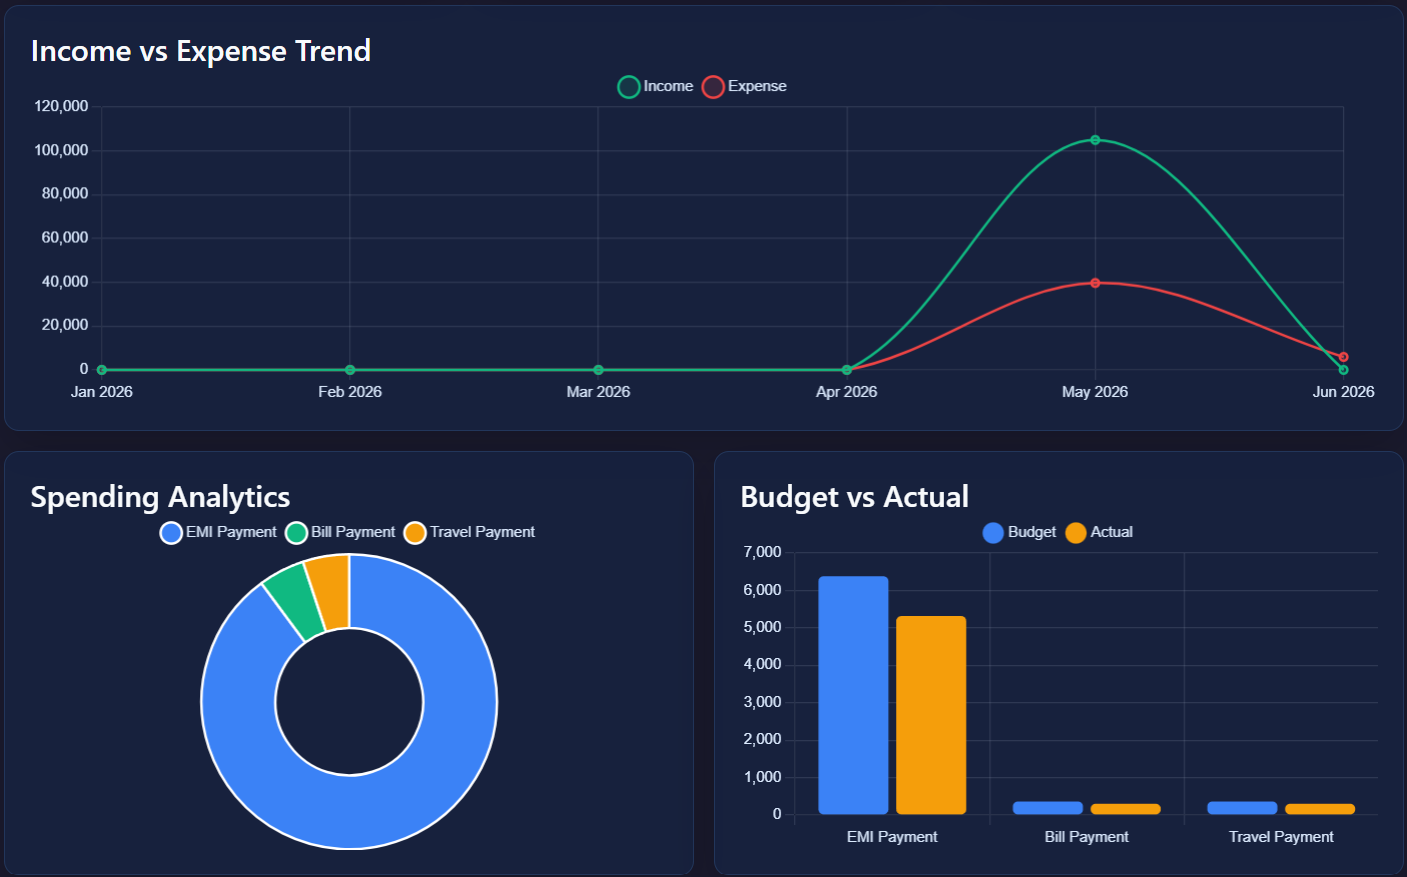 Income vs Expense Trend
Income Expense
120,000
100,000
80,000
60,000
40,000
20,000
0
Jan 2026 Feb 2026 Mar 2026 Apr 2026 May 2026 Jun 2026
Spending Analytics
EMI Payment Bill Payment Travel Payment
Budget vs Actual
Budget Actual
7,000
6,000
5,000
4,000
3,000
2,000
1,000
0
EMI Payment Bill Payment Travel Payment